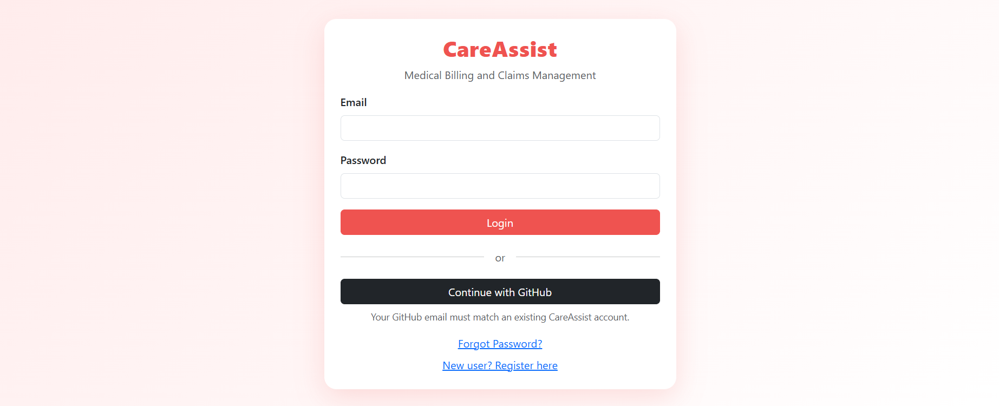 CareAssist
Medical Billing and Claims Management
Email
Password
Login
or
Continue with GitHub
Your GitHub email must match an existing CareAssist account.
Forgot Password?
New user? Register here